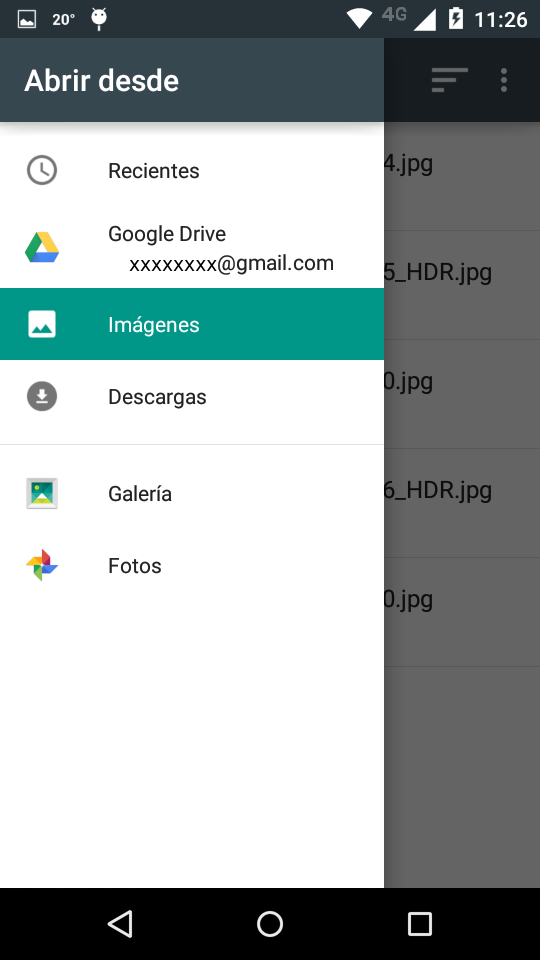 20°
4G
11:26
Abrir desde
Recientes
Google Drive
xxxxxxxx@gmail.com
Imágenes
Descargas
Galería
Fotos
4.jpg
5_HDR.jpg
0.jpg
6_HDR.jpg
0.jpg